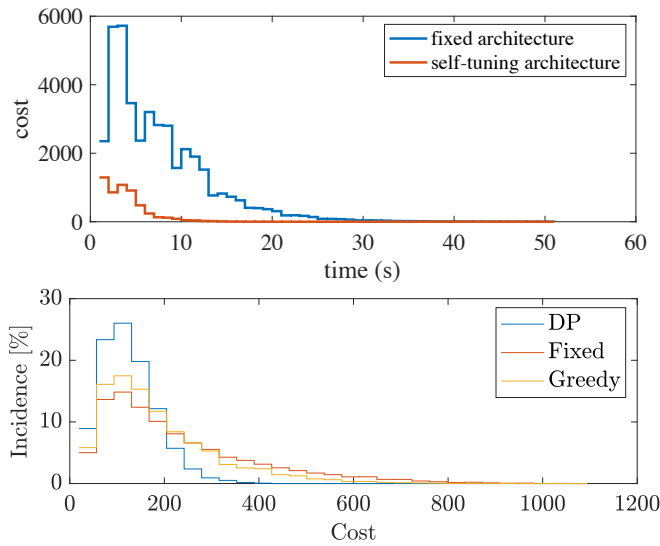 6000
4000
2000
0
cost
fixed architecture
self-tuning architecture
0 10 20 30 40 50 60
time (s)
30
20
10
0
Incidence [%]
DP
Fixed
Greedy
0 200 400 600 800 1000 1200
Cost